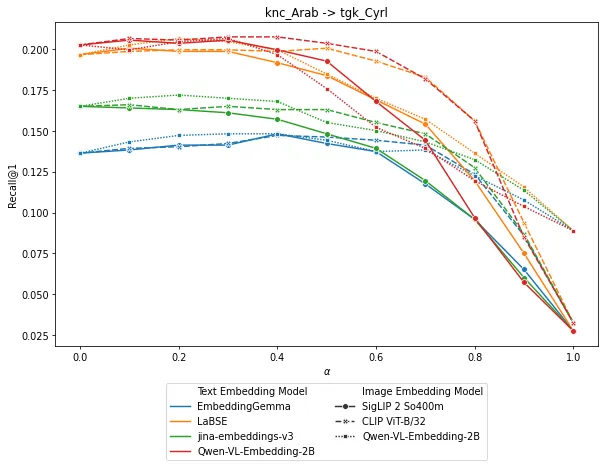 knc_Arab -> tgk_Cyrl
Recall@1
0.200
0.175
0.150
0.125
0.100
0.075
0.050
0.025
0.0 0.2 0.4 0.6 0.8 1.0
α
Text Embedding Model
EmbeddingGemma
LaBSE
jina-embeddings-v3
Qwen-VL-Embedding-2B
Image Embedding Model
SigLIP 2 So400m
CLIP ViT-B/32
Qwen-VL-Embedding-2B